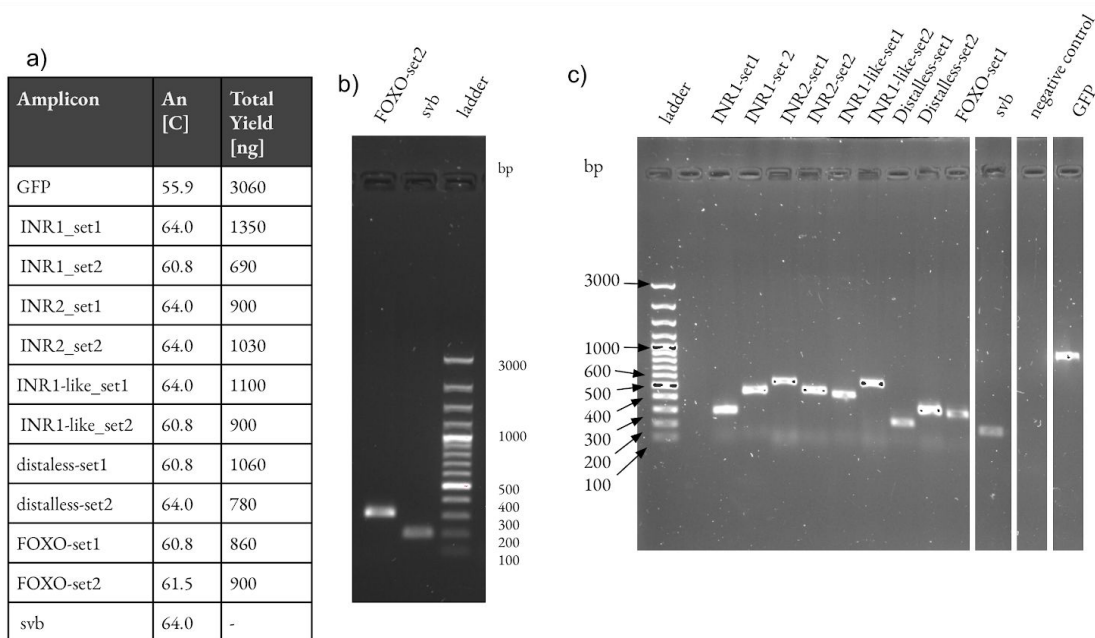 a)
Amplicon An [C] Total Yield [ng]
GFP 55.9 3060
INR1_set1 64.0 1350
INR1_set2 60.8 690
INR2_set1 64.0 900
INR2_set2 64.0 1030
INR1-like_set1 64.0 1100
INR1-like_set2 60.8 900
distaless-set1 60.8 1060
distalless-set2 64.0 780
FOXO-set1 60.8 860
FOXO-set2 61.5 900
svb 64.0 -
b)
FOXO-set2
svb
ladder
bp
3000
1000
500
400
300
200
100
c)
ladder
INR1-set1
INR1-set 2
INR2-set1
INR2-set2
INR1-like-set1
INR1-like-set2
Distalless-set1
Distalless-set2
FOXO-set1
svb
negative control
GFP
bp
3000
1000
600
500
400
300
200
100